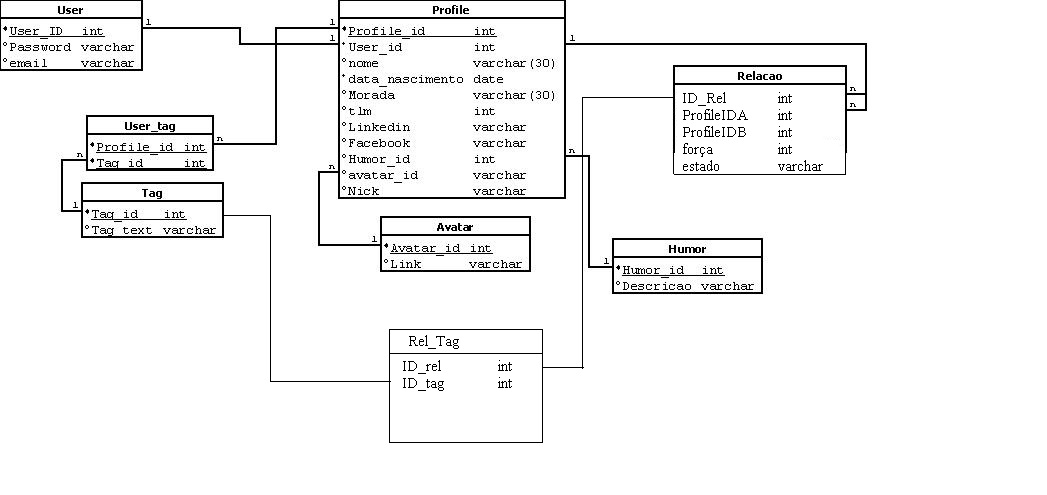 User
User_ID int
Password varchar
email varchar
Profile
Profile_id int
User_id int
nome varchar(30)
data_nascimento date
Morada varchar(30)
tlm int
Linkedin varchar
Facebook varchar
Humor_id int
avatar_id varchar
Nick varchar
Relacao
ID_Rel int
ProfileIDA int
ProfileIDB int
força int
estado varchar
User_tag
Profile_id int
Tag_id int
Tag
Tag_id int
Tag_text varchar
Avatar
Avatar_id int
Link varchar
Humor
Humor_id int
Descricao varchar
Rel_Tag
ID_rel int
ID_tag int
1
1
1
1
n
n
n
n
1
n
1
n
1